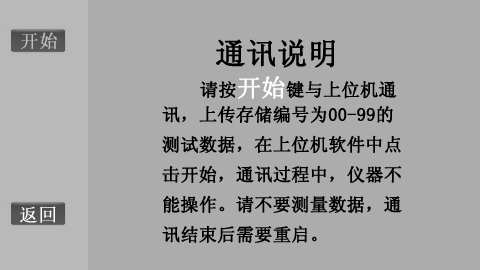 开始
通讯说明
请按开始键与上位机通
讯，上传存储编号为00-99的
测试数据，在上位机软件中点
击开始，通讯过程中，仪器不
能操作。请不要测量数据，通
讯结束后需要重启。
返回